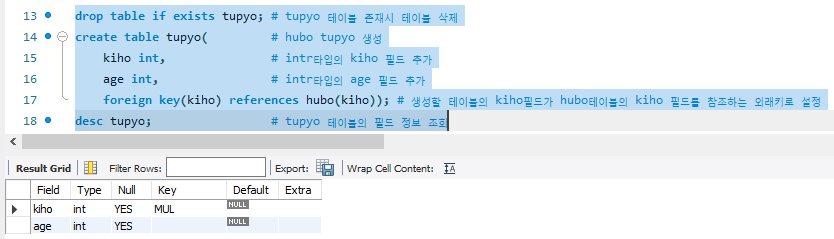 13 drop table if exists tupyo; # tupyo 테이블 존재시 테이블 삭제
14 create table tupyo( # hubo tupyo 생성
15 kiho int, # intr타입의 kiho 필드 추가
16 age int, # intr타입의 age 필드 추가
17 foreign key(kiho) references hubo(kiho)); # 생성할 테이블의 kiho필드가 hubo테이블의 kiho 필드를 참조하는 외래키로 설정
18 desc tupyo; # tupyo 테이블의 필드 정보 조회
Result Grid Filter Rows: Export: Wrap Cell Content: IA
Field Type Null Key Default Extra
kiho int YES MUL NULL
age int YES NULL